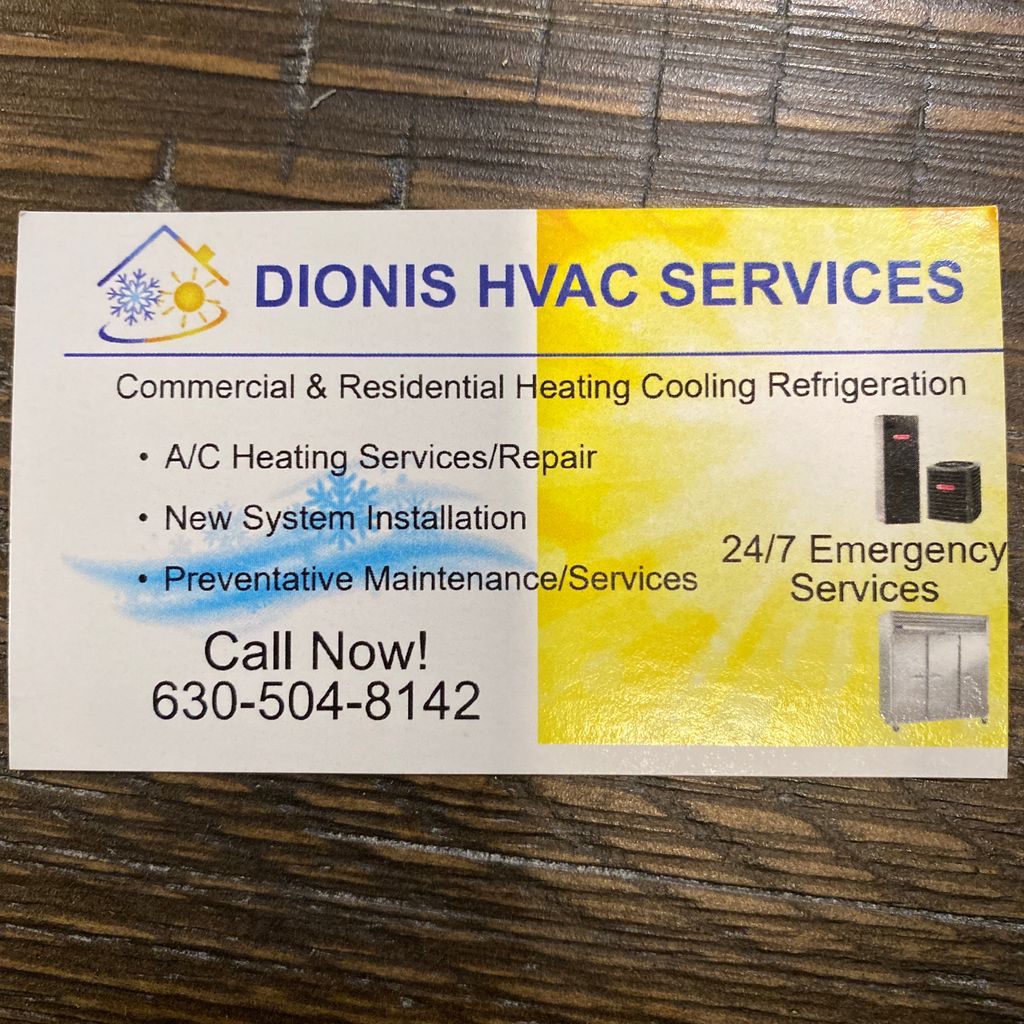 DIONIS HVAC SERVICES
Commercial & Residential Heating Cooling Refrigeration
• A/C Heating Services/Repair
• New System Installation
• Preventative Maintenance/Services
24/7 Emergency
Services
Call Now!
630-504-8142